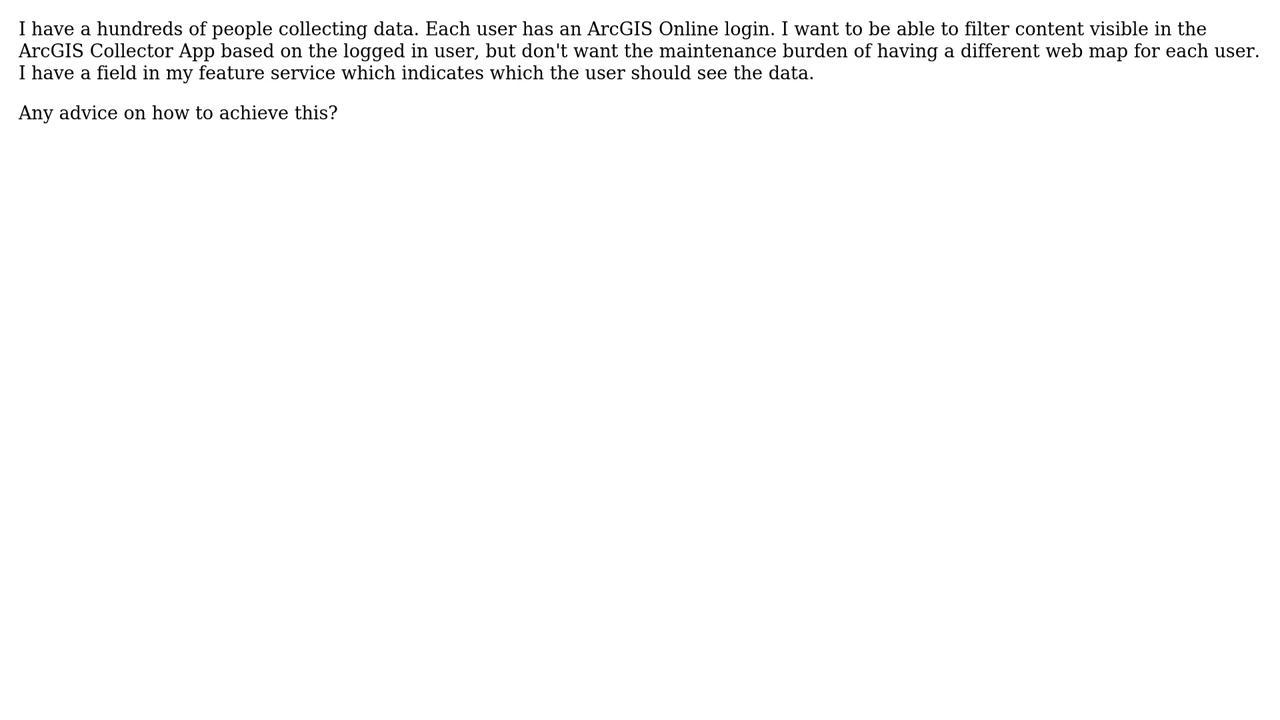 I have a hundreds of people collecting data. Each user has an ArcGIS Online login. I want to be able to filter content visible in the
ArcGIS Collector App based on the logged in user, but don't want the maintenance burden of having a different web map for each user.
I have a field in my feature service which indicates which the user should see the data.
Any advice on how to achieve this?